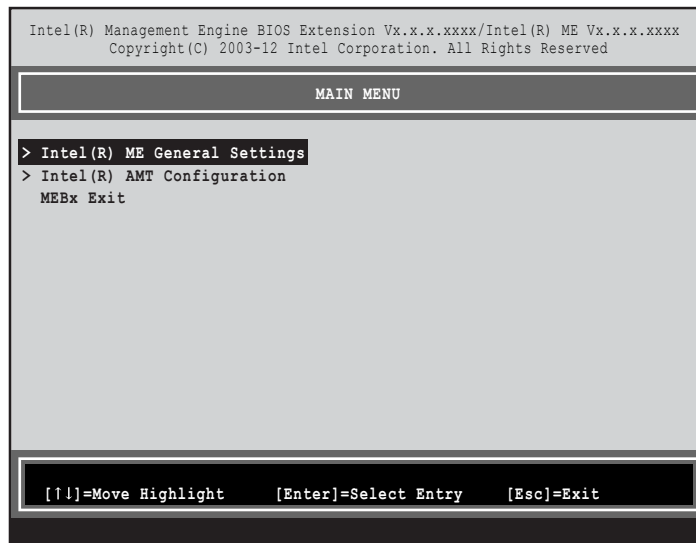 Intel(R) Management Engine BIOS Extension Vx.x.x.xxxx/Intel(R) ME Vx.x.x.xxxx
Copyright(C) 2003-12 Intel Corporation. All Rights Reserved
MAIN MENU
> Intel(R) ME General Settings
> Intel(R) AMT Configuration
MEBx Exit
[↑↓]=Move Highlight [Enter]=Select Entry [Esc]=Exit